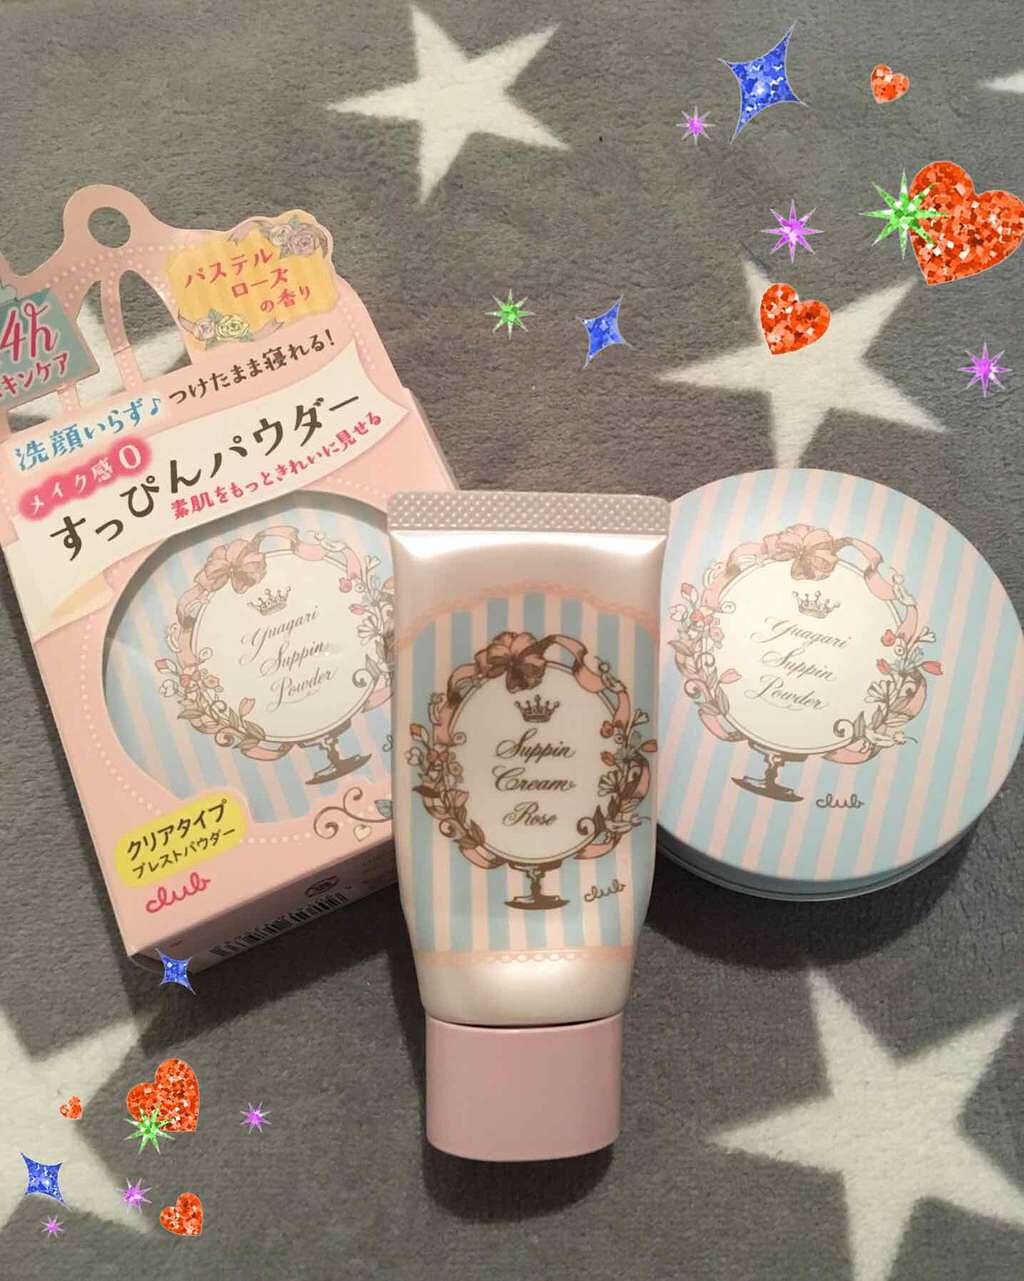 パステル
ローズ
の香り
4h
キンケア
洗顔いらず♪つけたまま寝れる!
メイク感0
すっぴんパウダー
素肌をもっときれいに見せる
Yuagari
Suppin
Powder
club
クリアタイプ
プレストパウダー
club
Suppin
Cream
Rose
club
Yuagari
Suppin
Powder
club